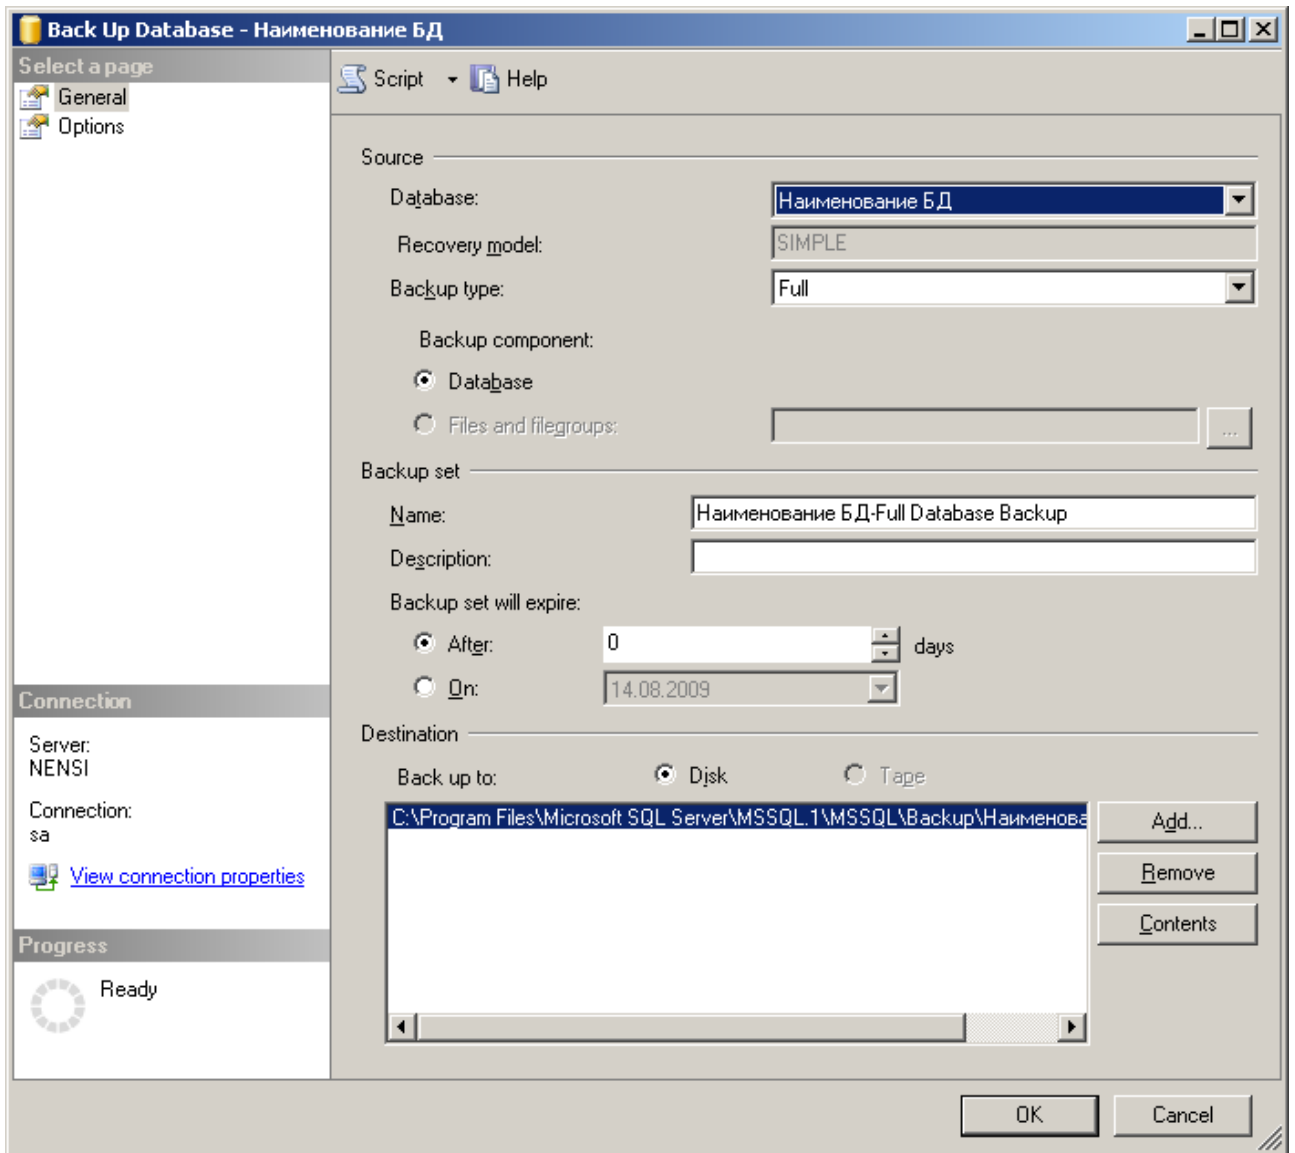 Back Up Database - Наименование БД
Select a page
General
Options
Script
Help
Source
Database:
Наименование БД
Recovery model:
SIMPLE
Backup type:
Full
Backup component:
Database
Files and filegroups:
...
Backup set
Name:
Наименование БД-Full Database Backup
Description:
Backup set will expire:
After:
0
days
On:
14.08.2009
Destination
Back up to:
Disk
Tape
C:\Program Files\Microsoft SQL Server\MSSQL.1\MSSQL\Backup\Наименова
Add...
Remove
Contents
Connection
Server:
NENSI
Connection:
sa
View connection properties
Progress
Ready
OK
Cancel